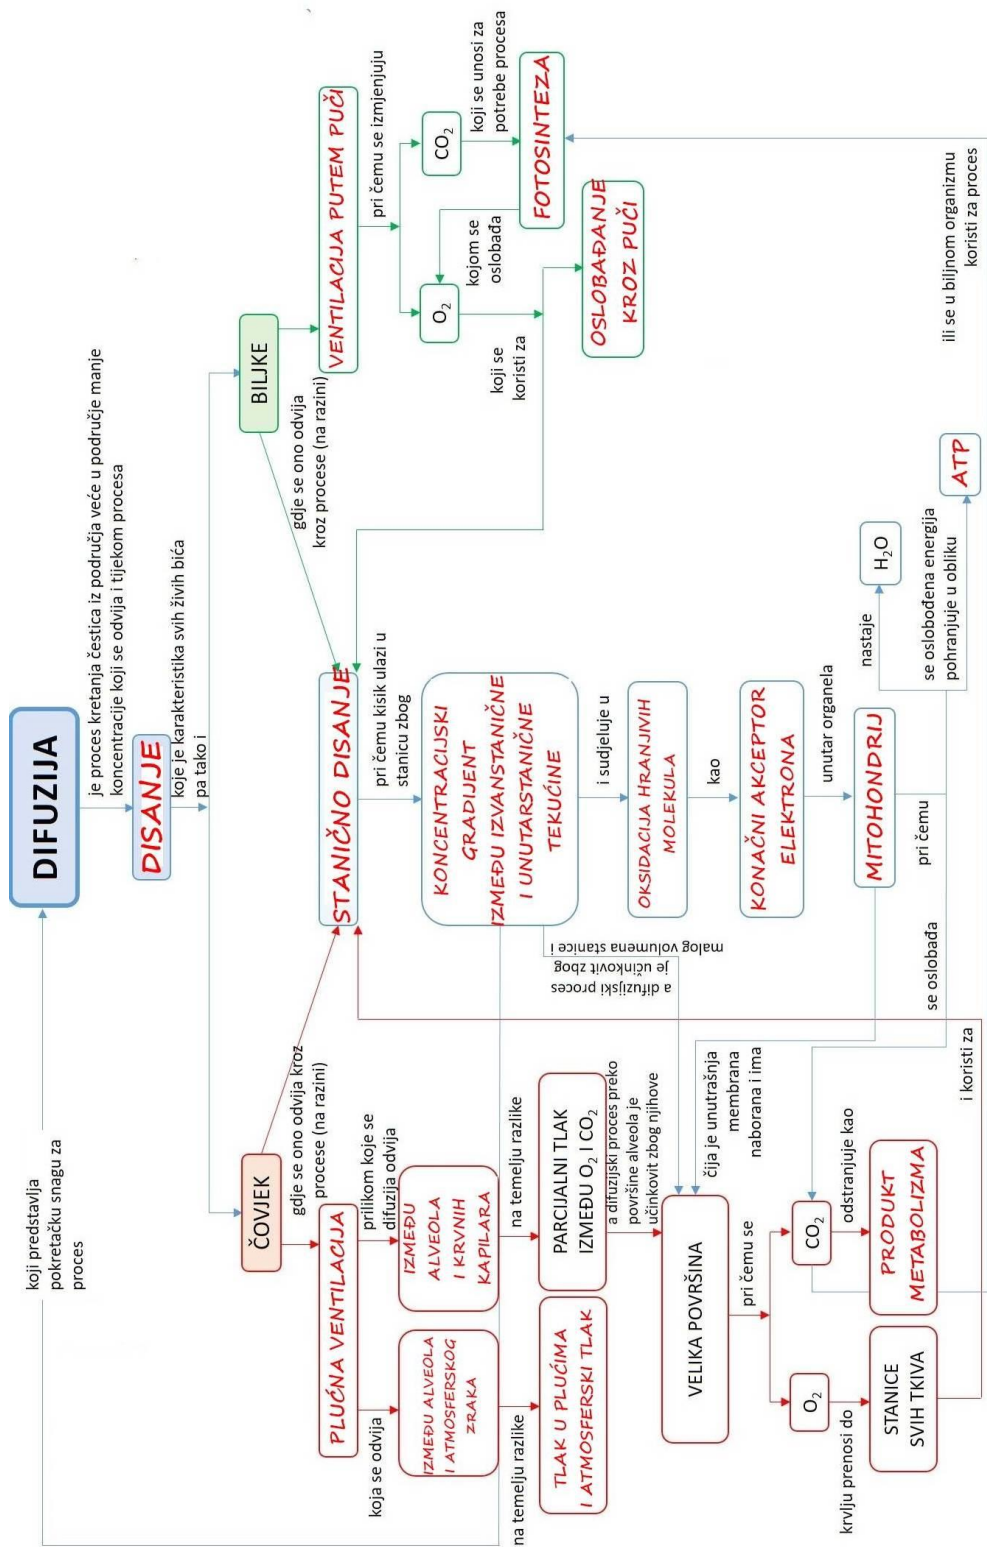 DIFUZIJA
je proces kretanja čestica iz područja veće u područje manje
koncentracije koji se odvija i tijekom procesa
DISANJE
koje je karakteristika svih živih bića
pa tako i
koji predstavlja
pokretačku snagu za
proces
ČOVJEK
gdje se ono odvija kroz
procese (na razini)
BILJKE
gdje se ono odvija
kroz procese (na razini)
PLUĆNA VENTILACIJA
koja se odvija
prilikom koje se
difuzija odvija
IZMEĐU ALVEOLA
I ATMOSFERSKOG
ZRAKA
na temelju razlike
TLAK U PLUĆIMA
I ATMOSFERSKI TLAK
IZMEĐU
ALVEOLA
I KRVNIH
KAPILARA
na temelju razlike
PARCIJALNI TLAK
IZMEĐU O₂ I CO₂
a difuzijski proces preko
površine alveola je
učinkovit zbog njihove
VELIKA POVRŠINA
pri čemu se
O₂
krvlju prenosi do
STANICE
SVIH TKIVA
i koristi za
CO₂
odstranjuje kao
PRODUKT
METABOLIZMA
STANIČNO DISANJE
pri čemu kisik ulazi u
stanicu zbog
KONCENTRACIJSKI
GRADIJENT
IZMEĐU IZVANSTANIČNE
I UNUTARSTANIČNE
TEKUĆINE
a difuzijski proces
je učinkovit zbog
malog volumena stanice i
i sudjeluje u
OKSIDACIJA HRANJIVIH
MOLEKULA
kao
KONAČNI AKCEPTOR
ELEKTRONA
unutar organela
MITOHONDRIJ
čija je unutrašnja
membrana
naborana i ima
pri čemu
se oslobađa
nastaje
H₂O
se oslobođena energija
pohranjuje u obliku
ATP
VENTILACIJA PUTEM PUČI
pri čemu se izmjenjuju
O₂
CO₂
koji se unosi za
potrebe procesa
FOTOSINTEZA
kojom se
oslobađa
koji se
koristi za
OSLOBAĐANJE
KROZ PUČI
ili se u biljnom organizmu
koristi za proces